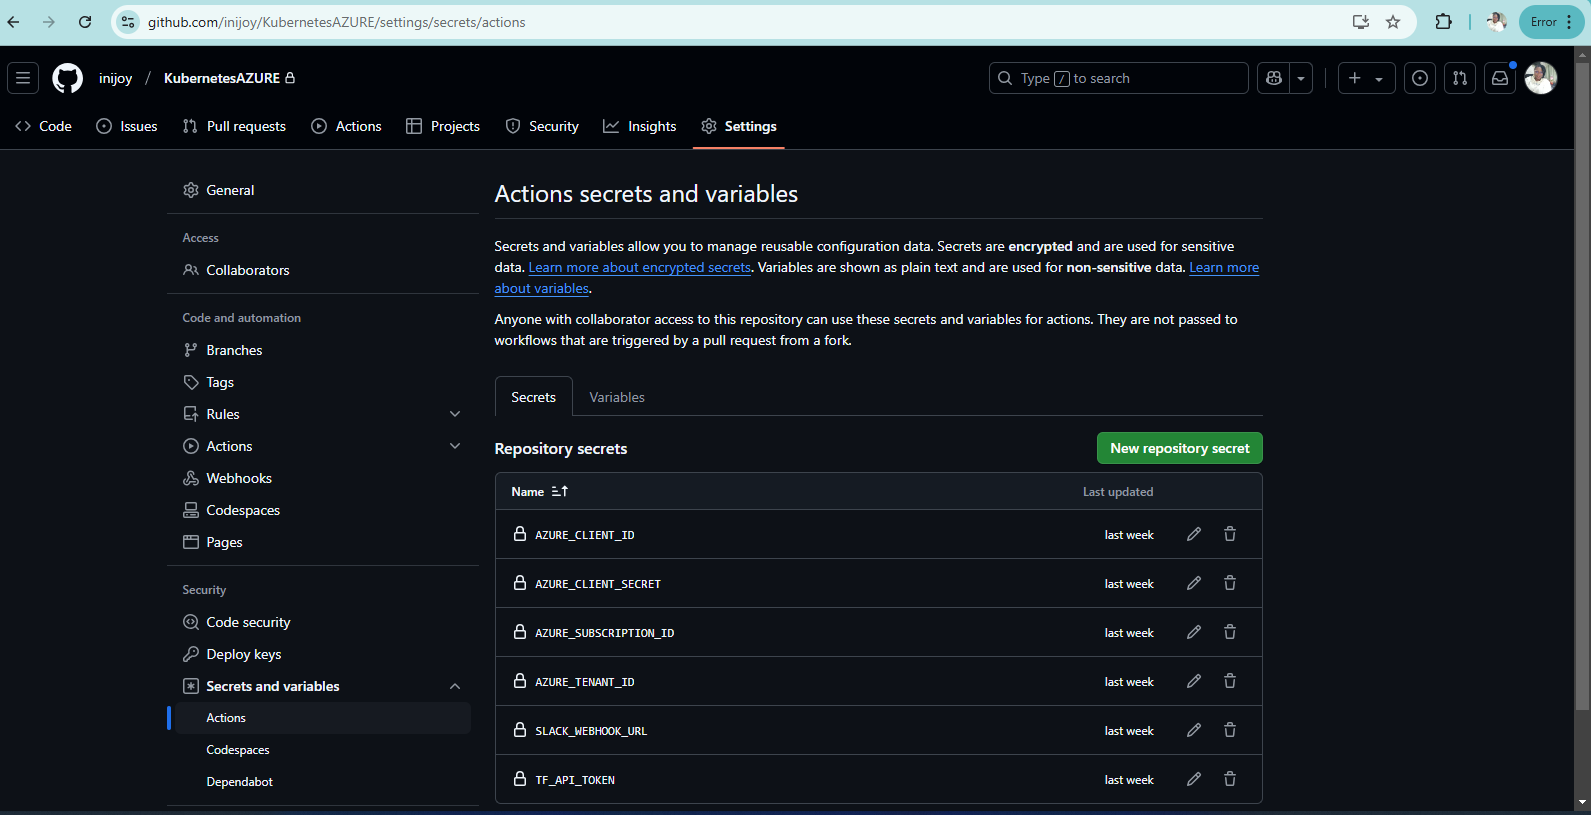 github.com/inijoy/KubernetesAZURE/settings/secrets/actions
Error
inijoy / KubernetesAZURE
Type / to search
Code Issues Pull requests Actions Projects Security Insights Settings
General
Access
Collaborators
Code and automation
Branches
Tags
Rules
Actions
Webhooks
Codespaces
Pages
Security
Code security
Deploy keys
Secrets and variables
Actions
Codespaces
Dependabot
Actions secrets and variables
Secrets and variables allow you to manage reusable configuration data. Secrets are encrypted and are used for sensitive
data. Learn more about encrypted secrets. Variables are shown as plain text and are used for non-sensitive data. Learn more
about variables.
Anyone with collaborator access to this repository can use these secrets and variables for actions. They are not passed to
workflows that are triggered by a pull request from a fork.
Secrets Variables
Repository secrets
New repository secret
Name Last updated
AZURE_CLIENT_ID last week
AZURE_CLIENT_SECRET last week
AZURE_SUBSCRIPTION_ID last week
AZURE_TENANT_ID last week
SLACK_WEBHOOK_URL last week
TF_API_TOKEN last week